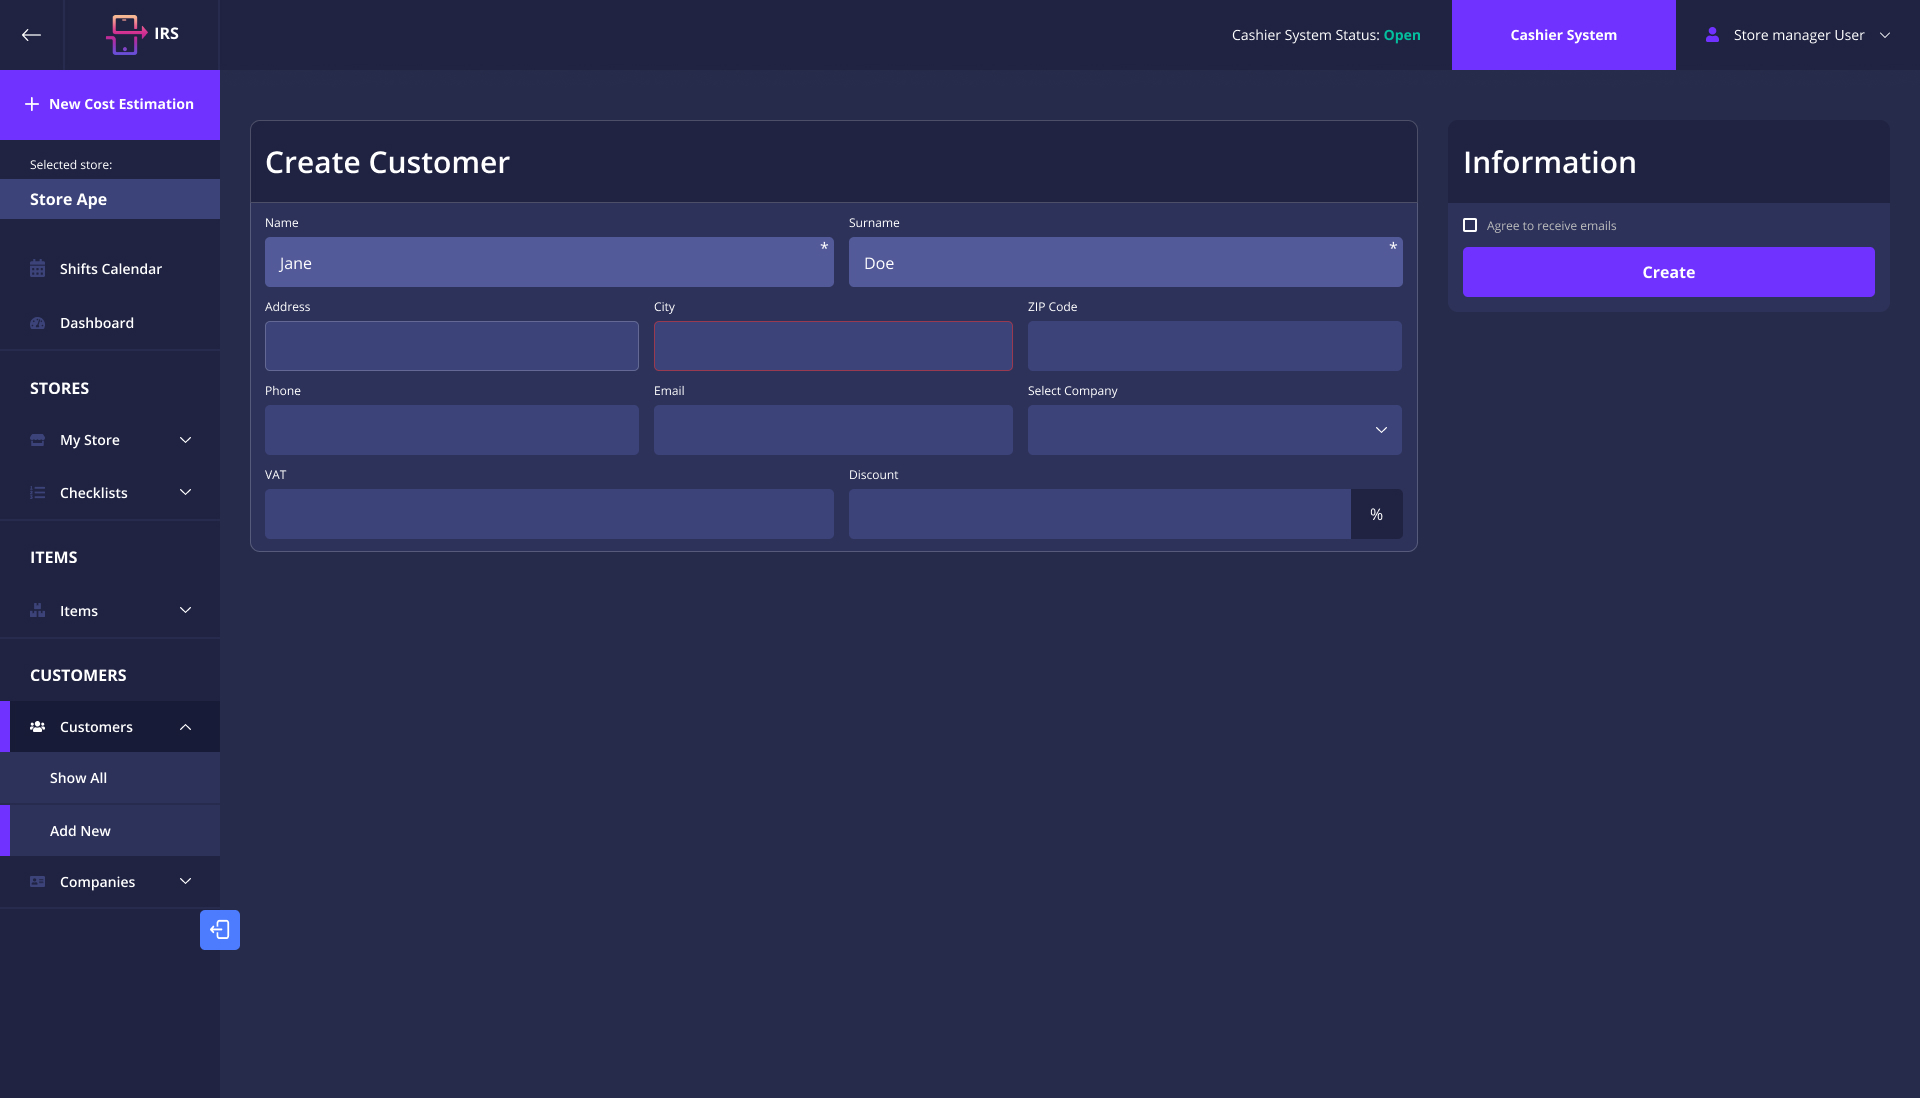 IRS
Cashier System Status: Open
Cashier System
Store manager User
New Cost Estimation
Selected store:
Store Ape
Shifts Calendar
Dashboard
STORES
My Store
Checklists
ITEMS
Items
CUSTOMERS
Customers
Show All
Add New
Companies
Create Customer
Name
Surname
Jane *
Doe *
Address
City
ZIP Code
Phone
Email
Select Company
VAT
Discount
%
Information
Agree to receive emails
Create